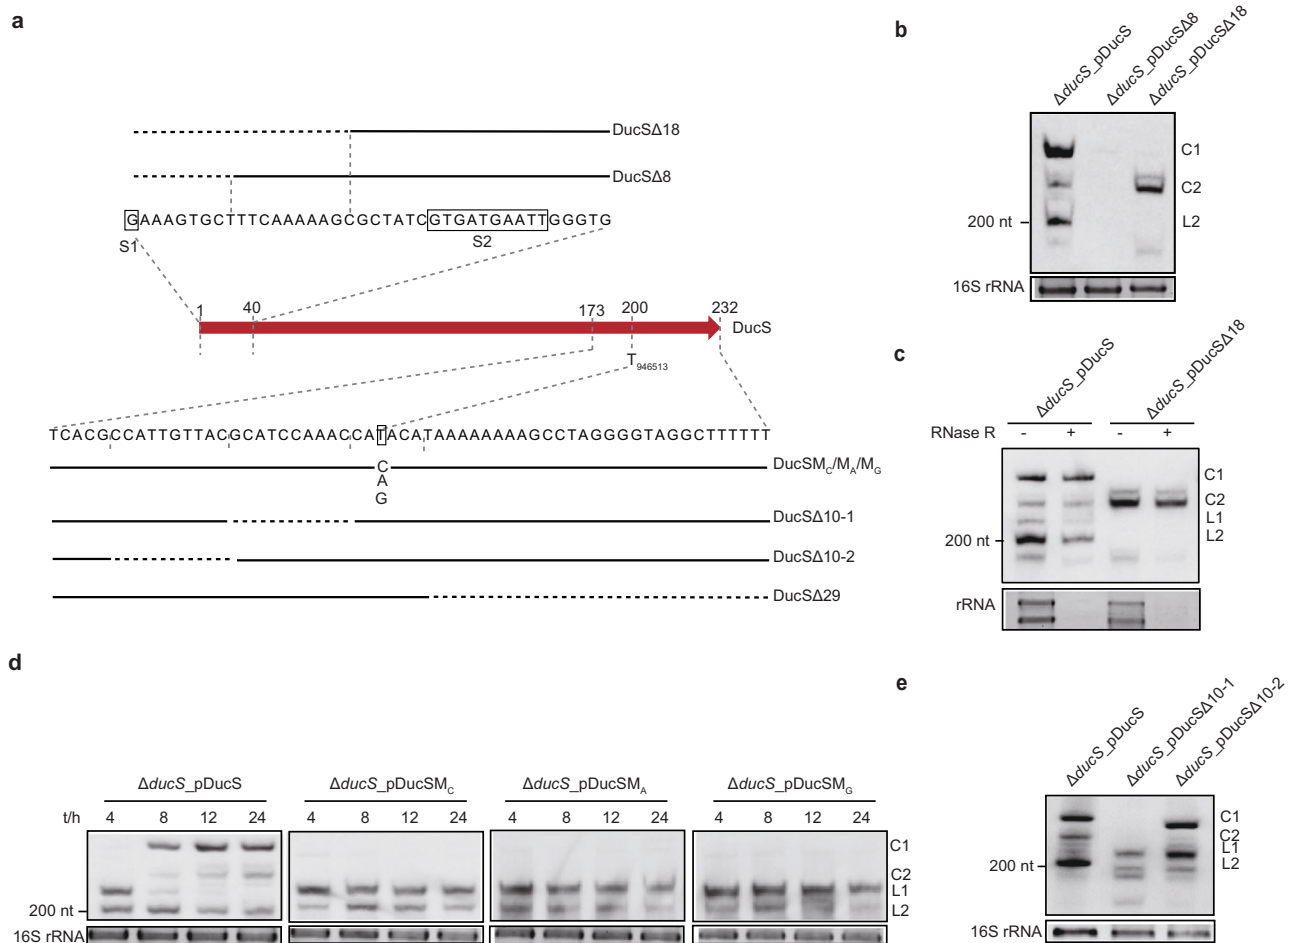 a
DucSΔ18
DucSΔ8
GAAAGTGCTTTCAAAAAGCGCTATCGTGATGAATTGGGTG
S1
S2
1 40 173 200 232
DucS
T946513
TCACGCCATTGTTACGCATCCAAACCATACATAAAAAAAAGCCTAGGGGTAGGCTTTTTT
C
A
G
DucSMC/MA/MG
DucSΔ10-1
DucSΔ10-2
DucSΔ29
b
ΔducS_pDucS
ΔducS_pDucSΔ8
ΔducS_pDucSΔ18
C1
C2
200 nt
L2
16S rRNA
c
ΔducS_pDucS
ΔducS_pDucSΔ18
RNase R - + - +
C1
C2
L1
200 nt
L2
rRNA
d
ΔducS_pDucS ΔducS_pDucSMC ΔducS_pDucSMA ΔducS_pDucSMG
t/h 4 8 12 24 4 8 12 24 4 8 12 24 4 8 12 24
C1
C2
L1
200 nt
L2
16S rRNA
e
ΔducS_pDucS
ΔducS_pDucSΔ10-1
ΔducS_pDucSΔ10-2
C1
C2
L1
200 nt
L2
16S rRNA